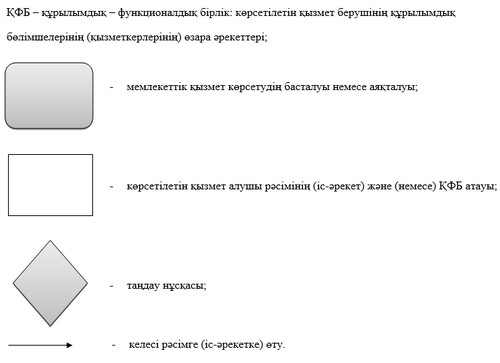 ҚФБ – құрылымдық – функционалдық бірлік: көрсетілетін қызмет берушінің құрылымдық
бөлімшелерінің (қызметкерлерінің) өзара әрекеттері;
- мемлекеттік қызмет көрсетудің басталуы немесе аяқталуы;
- көрсетілетін қызмет алушы рәсімінің (іс-әрекет) және (немесе) ҚФБ атауы;
- таңдау нұсқасы;
- келесі рәсімге (іс-әрекетке) өту.